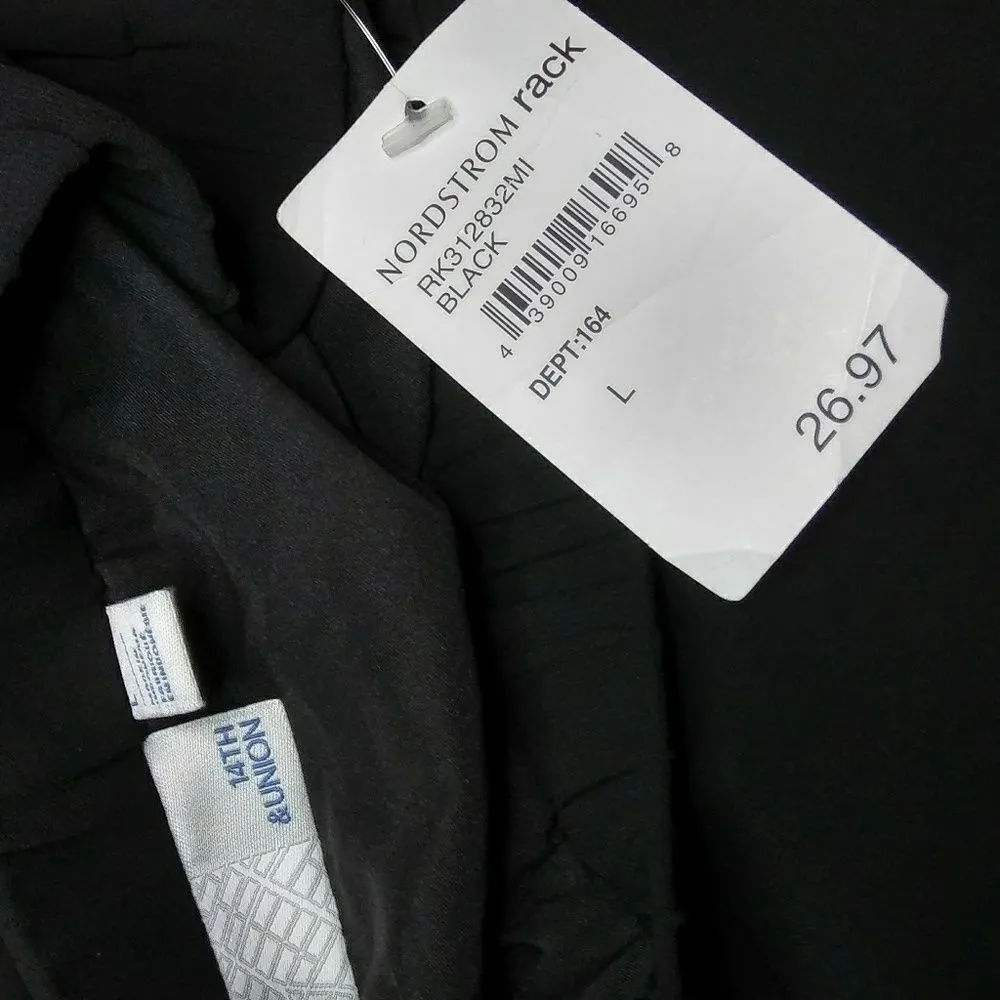 NORDSTROM rack
RK312832MI
BLACK
4 39009 16695 8
DEPT:164
L
26.97
L
14TH
&UNION